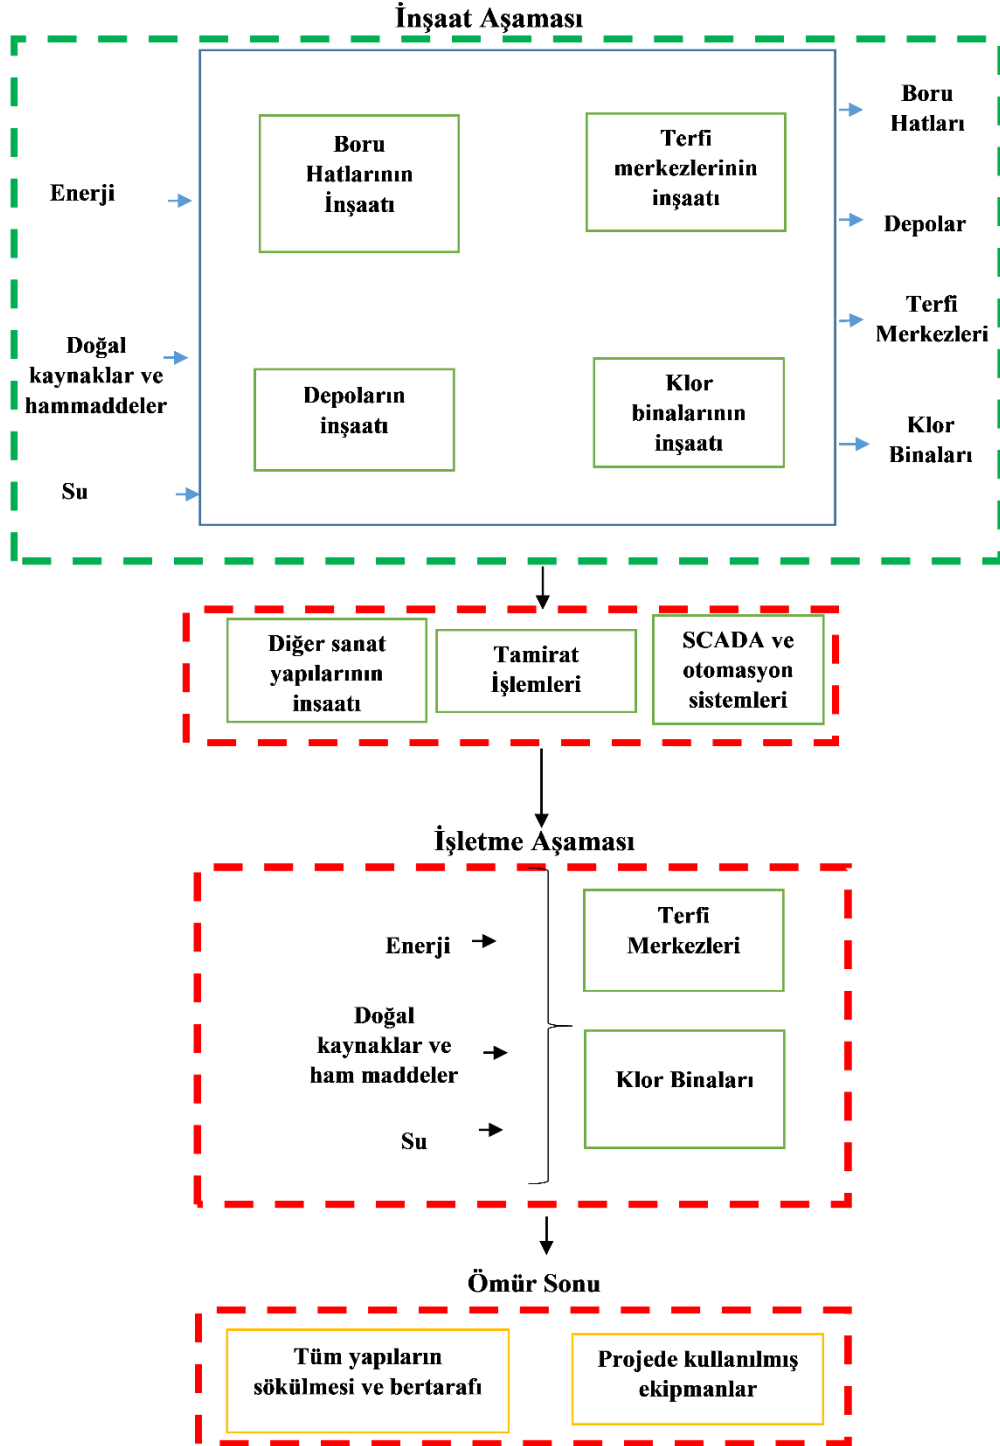 İnşaat Aşaması
Enerji
Doğal
kaynaklar ve
hammaddeler
Su
Boru
Hatlarının
İnşaatı
Terfi
merkezlerinin
inşaatı
Depoların
inşaatı
Klor
binalarının
inşaatı
Boru
Hatları
Depolar
Terfi
Merkezleri
Klor
Binaları
Diğer sanat
yapılarının
insaatı
Tamirat
İşlemleri
SCADA ve
otomasyon
sistemleri
İşletme Aşaması
Enerji
Doğal
kaynaklar ve
ham maddeler
Su
Terfi
Merkezleri
Klor Binaları
Ömür Sonu
Tüm yapıların
sökülmesi ve bertarafı
Projede kullanılmış
ekipmanlar